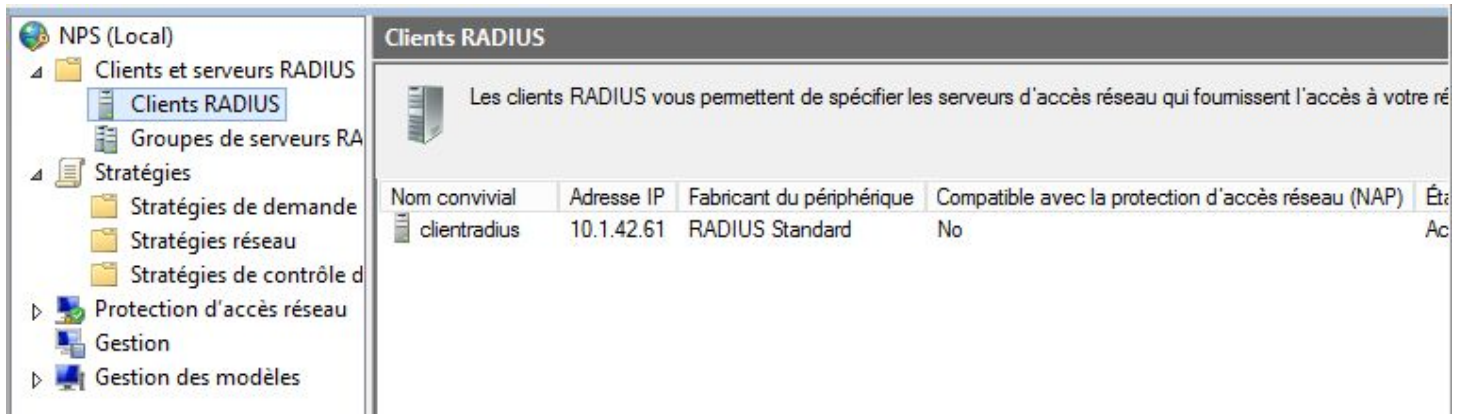 NPS (Local)
Clients et serveurs RADIUS
Clients RADIUS
Groupes de serveurs RA
Stratégies
Stratégies de demande
Stratégies réseau
Stratégies de contrôle d
Protection d'accès réseau
Gestion
Gestion des modèles
Clients RADIUS
Les clients RADIUS vous permettent de spécifier les serveurs d'accès réseau qui fournissent l'accès à votre ré
Nom convivial Adresse IP Fabricant du périphérique Compatible avec la protection d'accès réseau (NAP) Éta
clientradius 10.1.42.61 RADIUS Standard No Ac